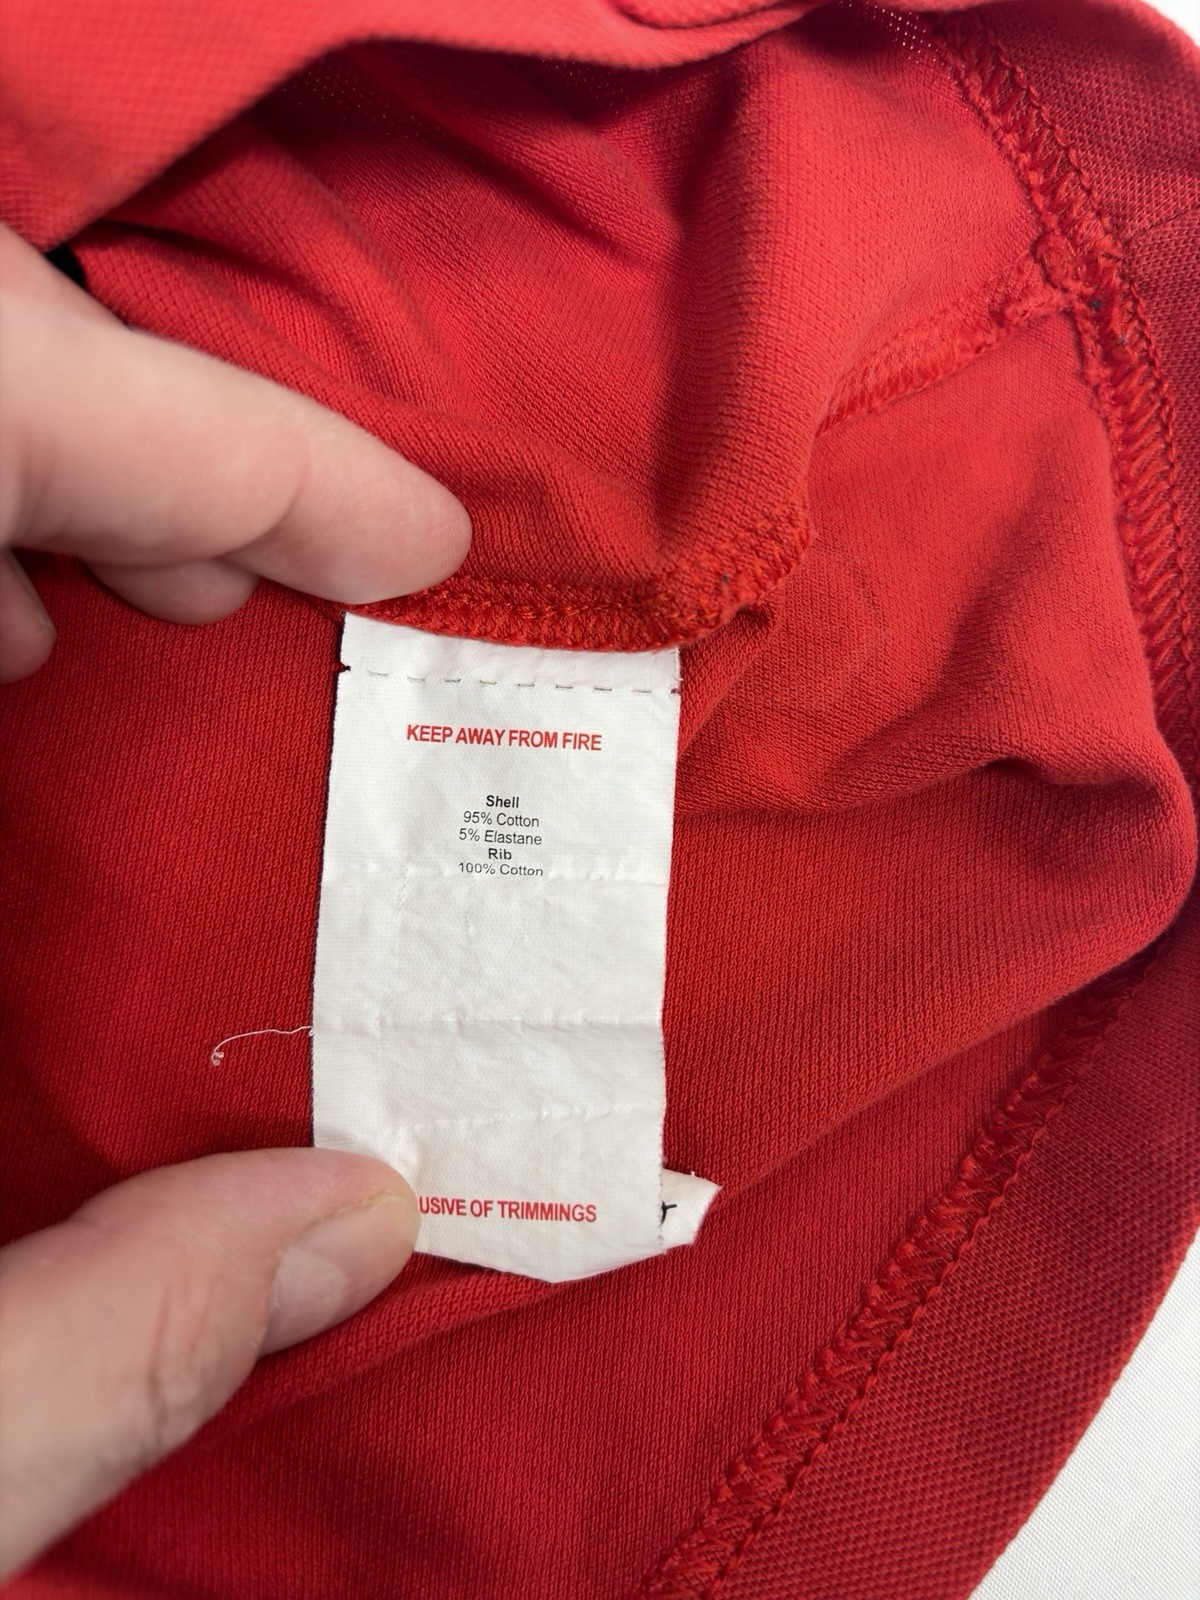 KEEP AWAY FROM FIRE
Shell
95% Cotton
5% Elastane
Rib
100% Cotton
USIVE OF TRIMMINGS